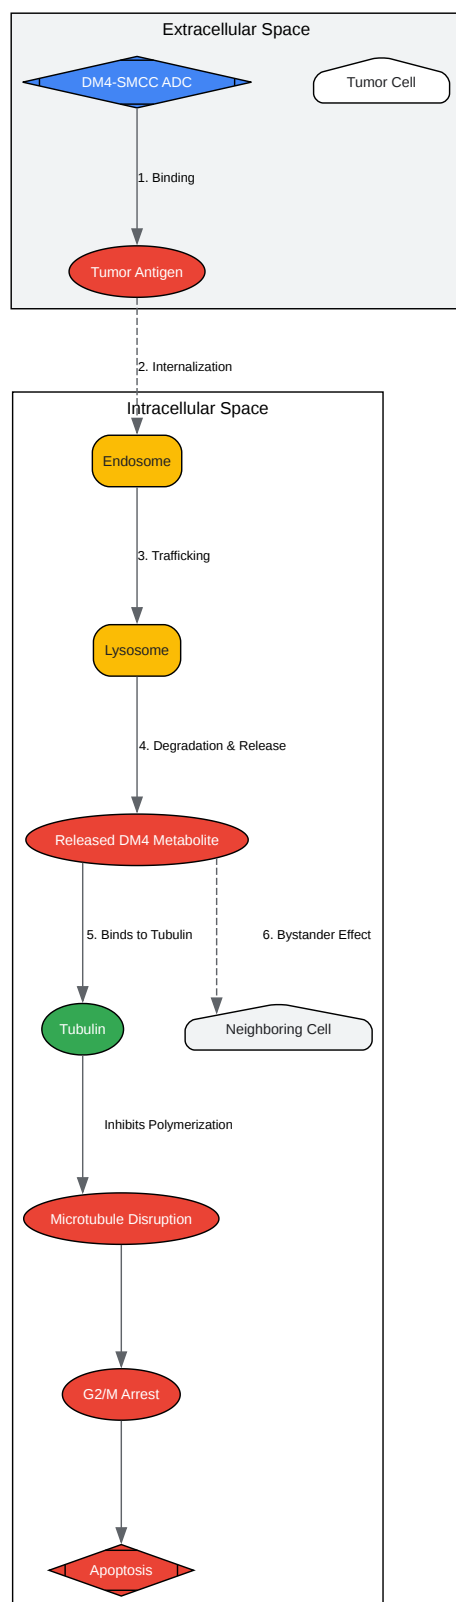 Extracellular Space
DM4-SMCC ADC
Tumor Cell
1. Binding
Tumor Antigen
2. Internalization
Intracellular Space
Endosome
3. Trafficking
Lysosome
4. Degradation & Release
Released DM4 Metabolite
5. Binds to Tubulin
6. Bystander Effect
Tubulin
Neighboring Cell
Inhibits Polymerization
Microtubule Disruption
G2/M Arrest
Apoptosis